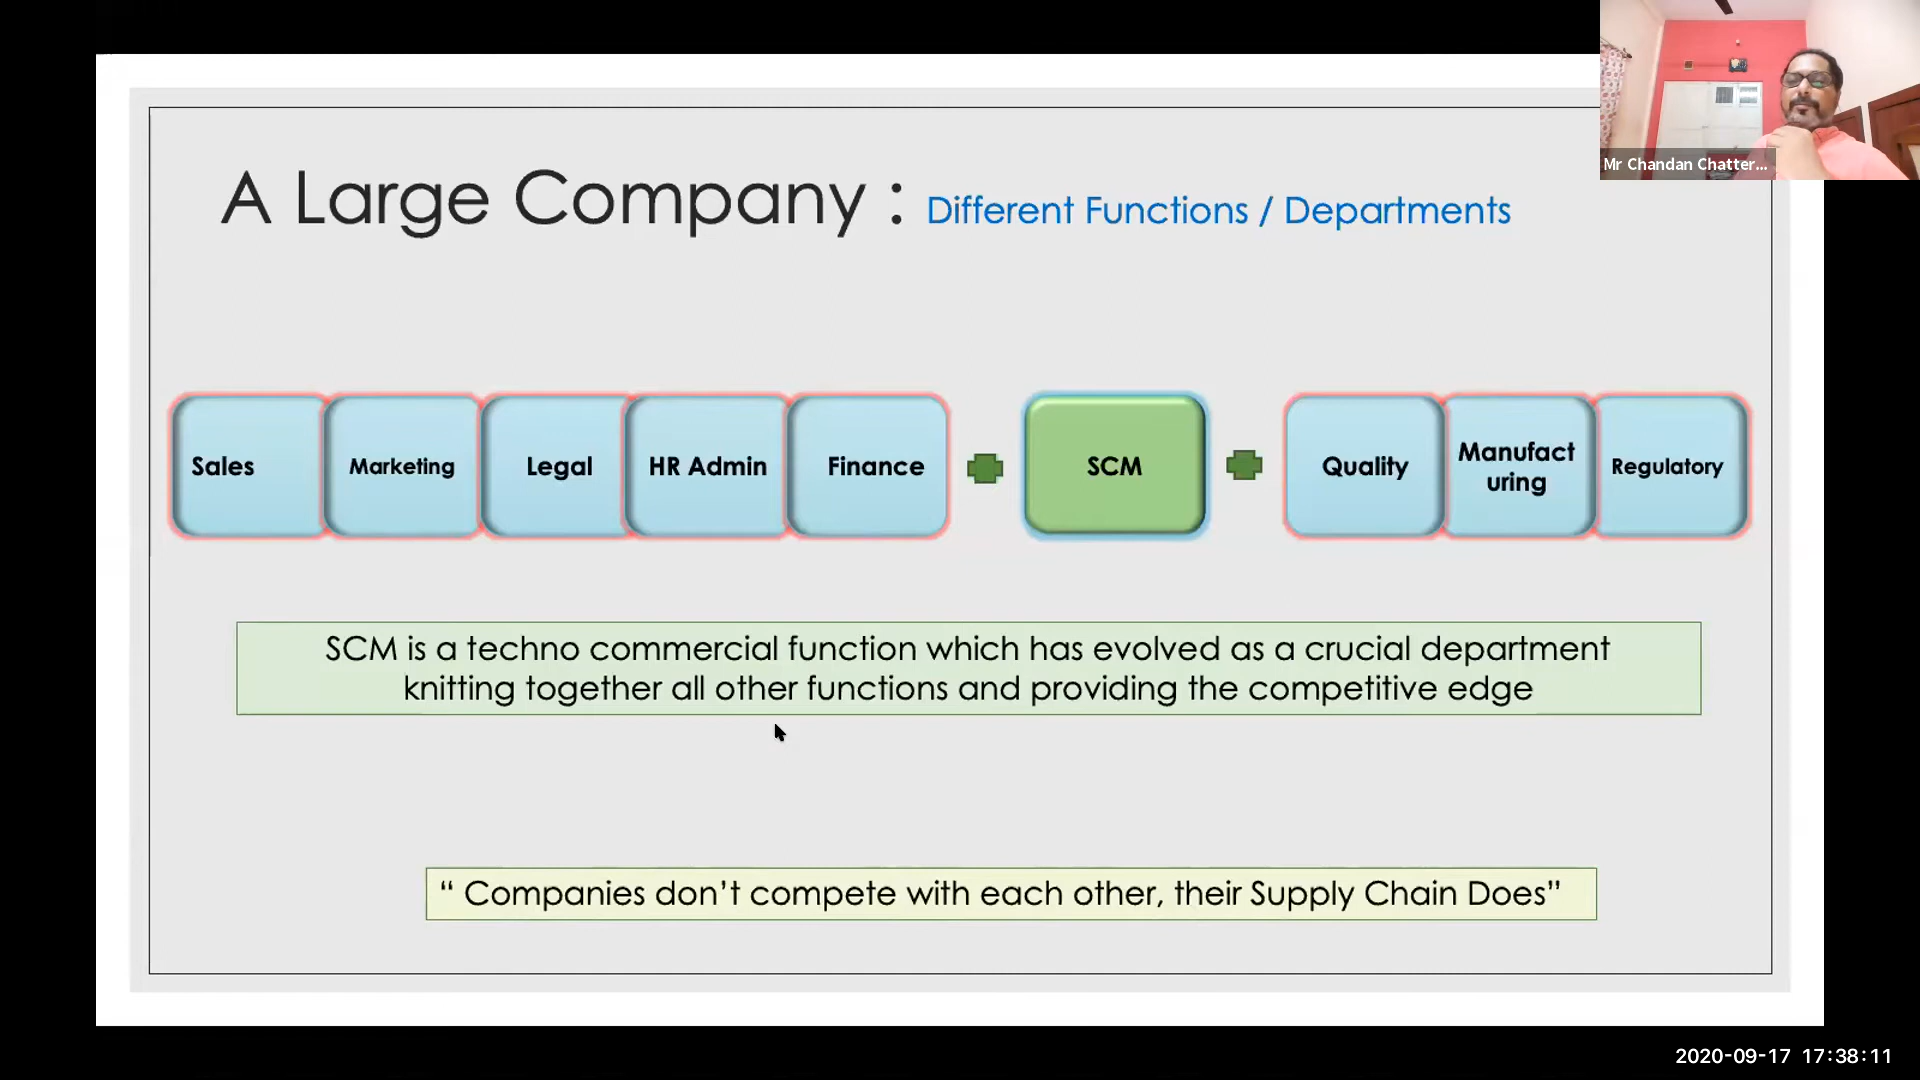 Mr Chandan Chatter...
A Large Company : Different Functions / Departments
Sales Marketing Legal HR Admin Finance SCM Quality Manufact
uring Regulatory
SCM is a techno commercial function which has evolved as a crucial department
knitting together all other functions and providing the competitive edge
“ Companies don’t compete with each other, their Supply Chain Does”
2020-09-17 17:38:11